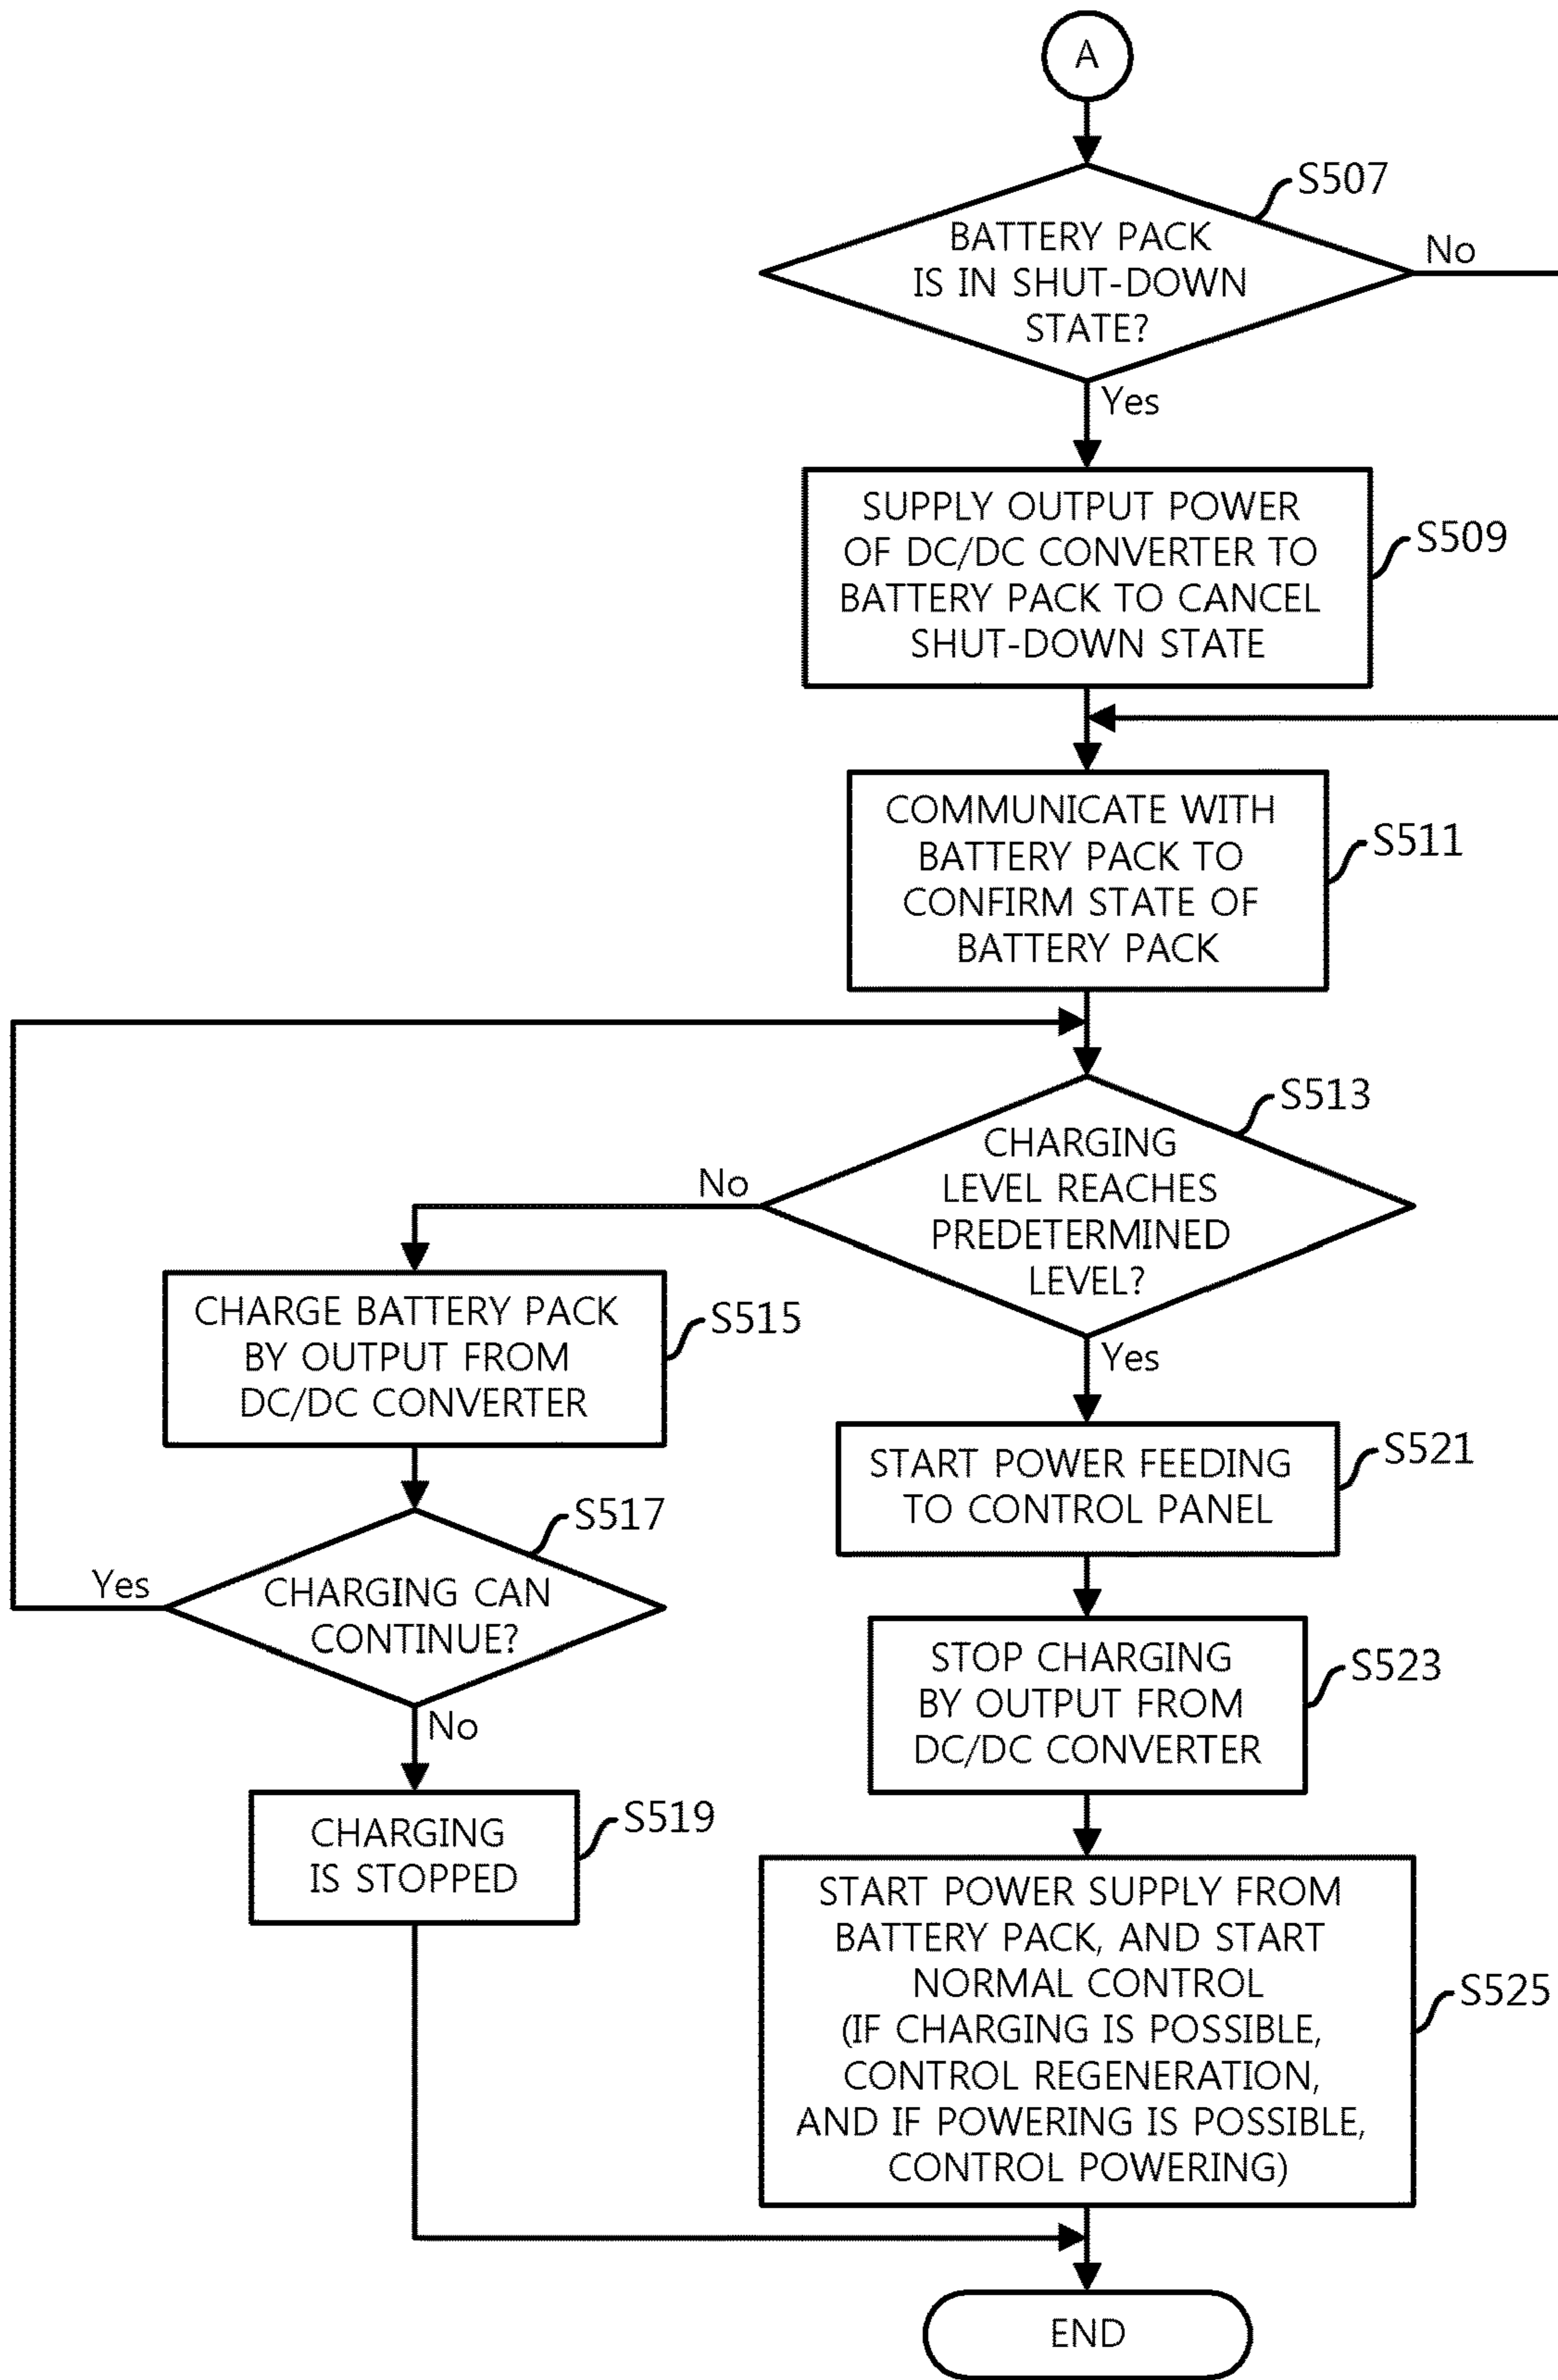 A
S507
BATTERY PACK
IS IN SHUT-DOWN
STATE?
No
Yes
SUPPLY OUTPUT POWER
OF DC/DC CONVERTER TO
BATTERY PACK TO CANCEL
SHUT-DOWN STATE
S509
COMMUNICATE WITH
BATTERY PACK TO
CONFIRM STATE OF
BATTERY PACK
S511
S513
CHARGING
LEVEL REACHES
PREDETERMINED
LEVEL?
No
Yes
CHARGE BATTERY PACK
BY OUTPUT FROM
DC/DC CONVERTER
S515
S517
CHARGING CAN
CONTINUE?
Yes
No
CHARGING
IS STOPPED
S519
START POWER FEEDING
TO CONTROL PANEL
S521
STOP CHARGING
BY OUTPUT FROM
DC/DC CONVERTER
S523
START POWER SUPPLY FROM
BATTERY PACK, AND START
NORMAL CONTROL
(IF CHARGING IS POSSIBLE,
CONTROL REGENERATION,
AND IF POWERING IS POSSIBLE,
CONTROL POWERING)
S525
END